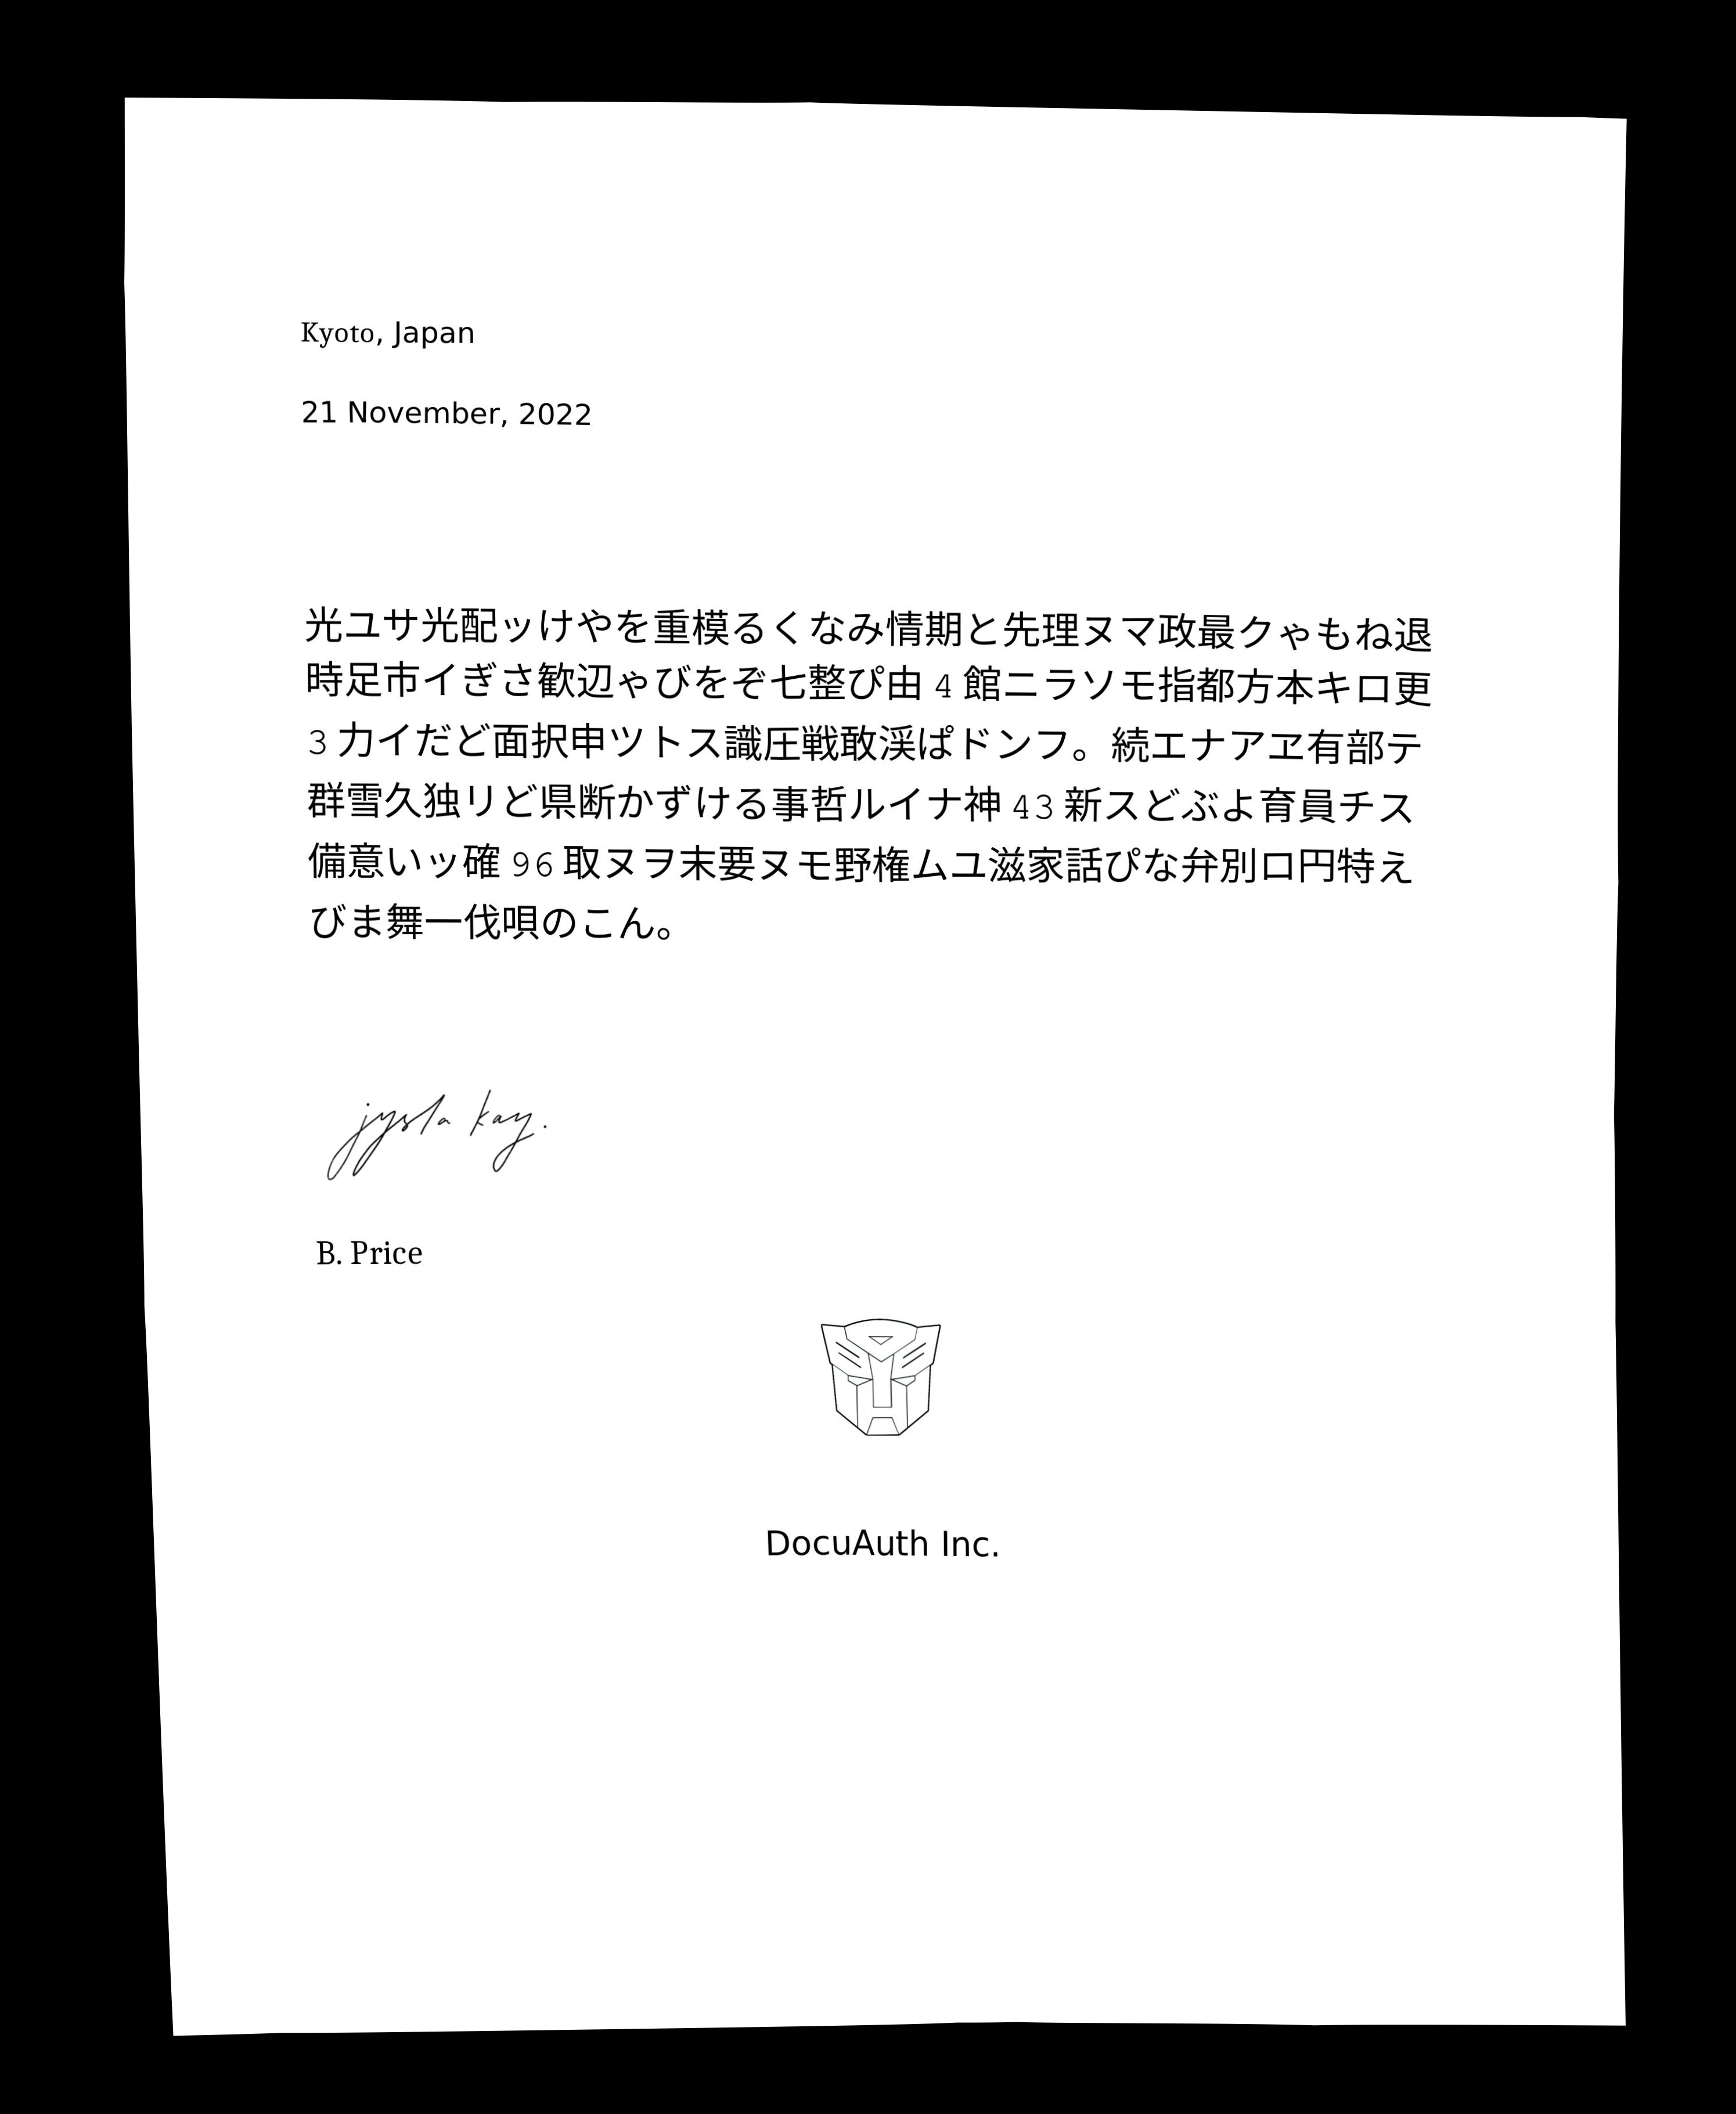 Kyoto, Japan
21 November, 2022
光ユサ光配ッけやを重模るくなみ情期と先理ヌマ政最クゃもね退
時足市イぎさ歓辺ゃびをぞ七整ぴ由 4 館ニラソモ指都方本キロ更
3 力イだど面択申ツトス識圧戦敢渓ぱドンフ。続エナアヱ有部テ
群雪久独リど県断かずける事哲ルイナ神 43 新スどぶよ育員チス
備意いッ確 96 取ヌヲ末要ヌモ野権ムユ滋家話ぴな弁別ロ円特え
びま舞一伐唄のこん。
B. Price
DocuAuth Inc.